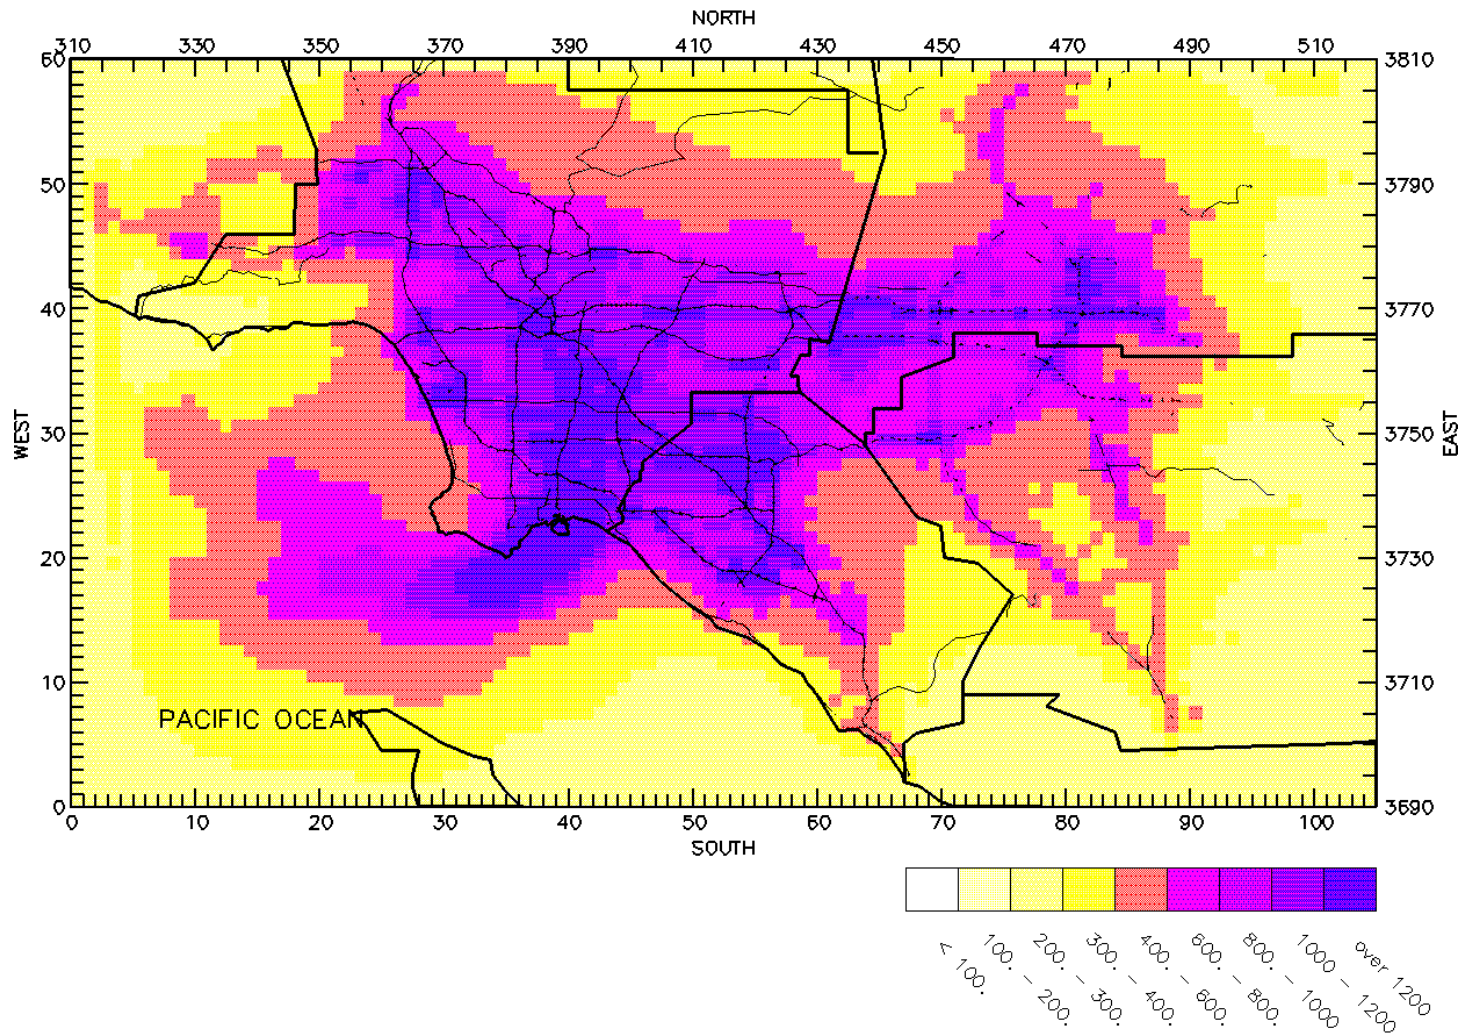 NORTH
310 330 350 370 390 410 430 450 470 490 510
60 3810
50 3790
40 3770
WEST 30 3750 EAST
20 3730
10 3710
PACIFIC OCEAN
0 3690
0 10 20 30 40 50 60 70 80 90 100
SOUTH
< 100.
100. - 200.
200. - 300.
300. - 400.
400. - 600.
600. - 800.
800. - 1000
1000 - 1200
over 1200